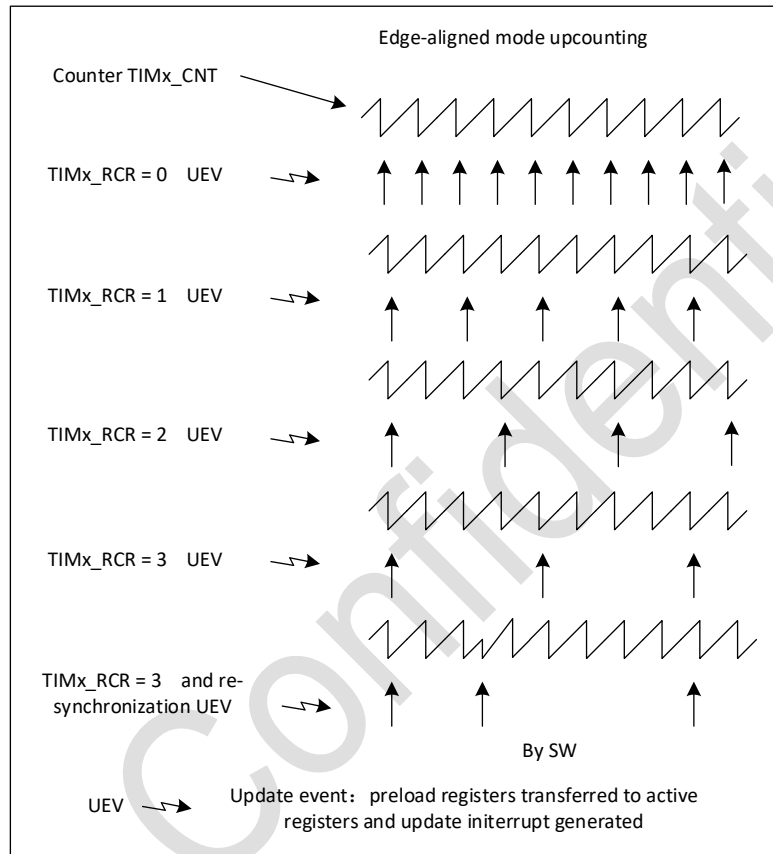 Edge-aligned mode upcounting
Counter TIMx_CNT
TIMx_RCR = 0 UEV
TIMx_RCR = 1 UEV
TIMx_RCR = 2 UEV
TIMx_RCR = 3 UEV
TIMx_RCR = 3 and re-
synchronization UEV
By SW
UEV
Update event：preload registers transferred to active
registers and update initerrupt generated
Confidenti